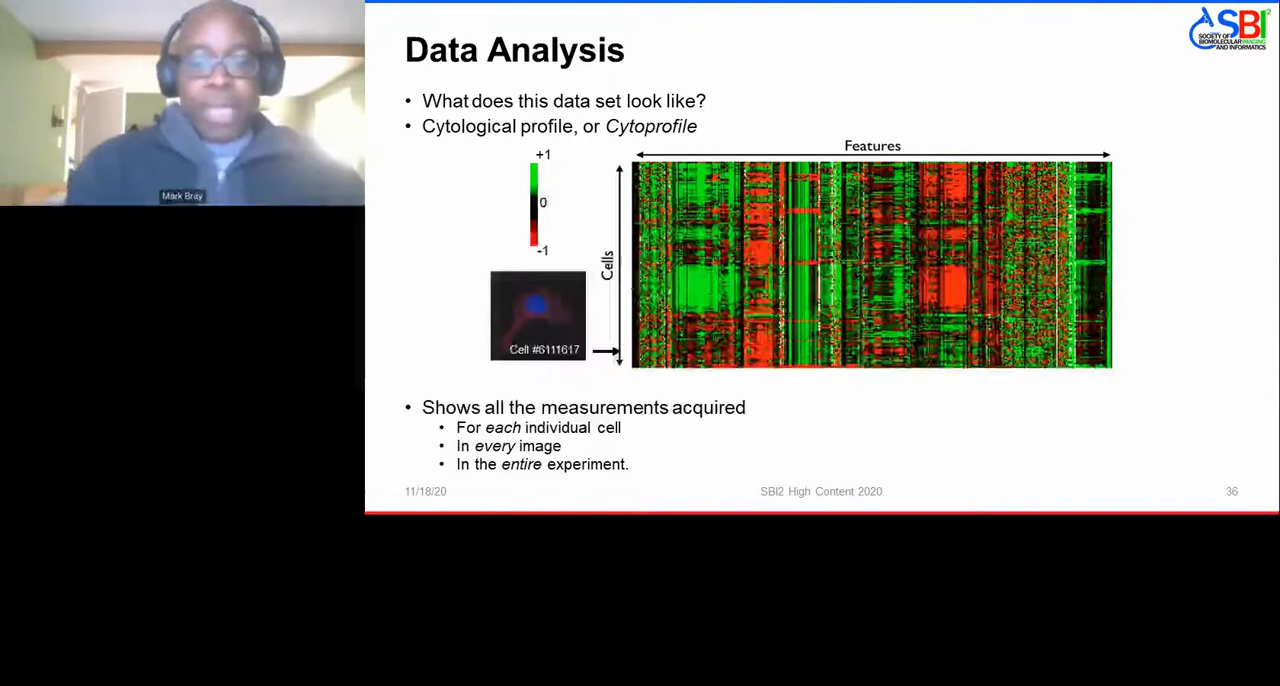 Mark Bray
SBI2
SOCIETY OF
BIOMOLECULAR IMAGING
AND INFORMATICS
Data Analysis
• What does this data set look like?
• Cytological profile, or Cytoprofile
Features
+1
0
-1
Cells
Cell #6111617
• Shows all the measurements acquired
• For each individual cell
• In every image
• In the entire experiment.
11/18/20
SBI2 High Content 2020
36